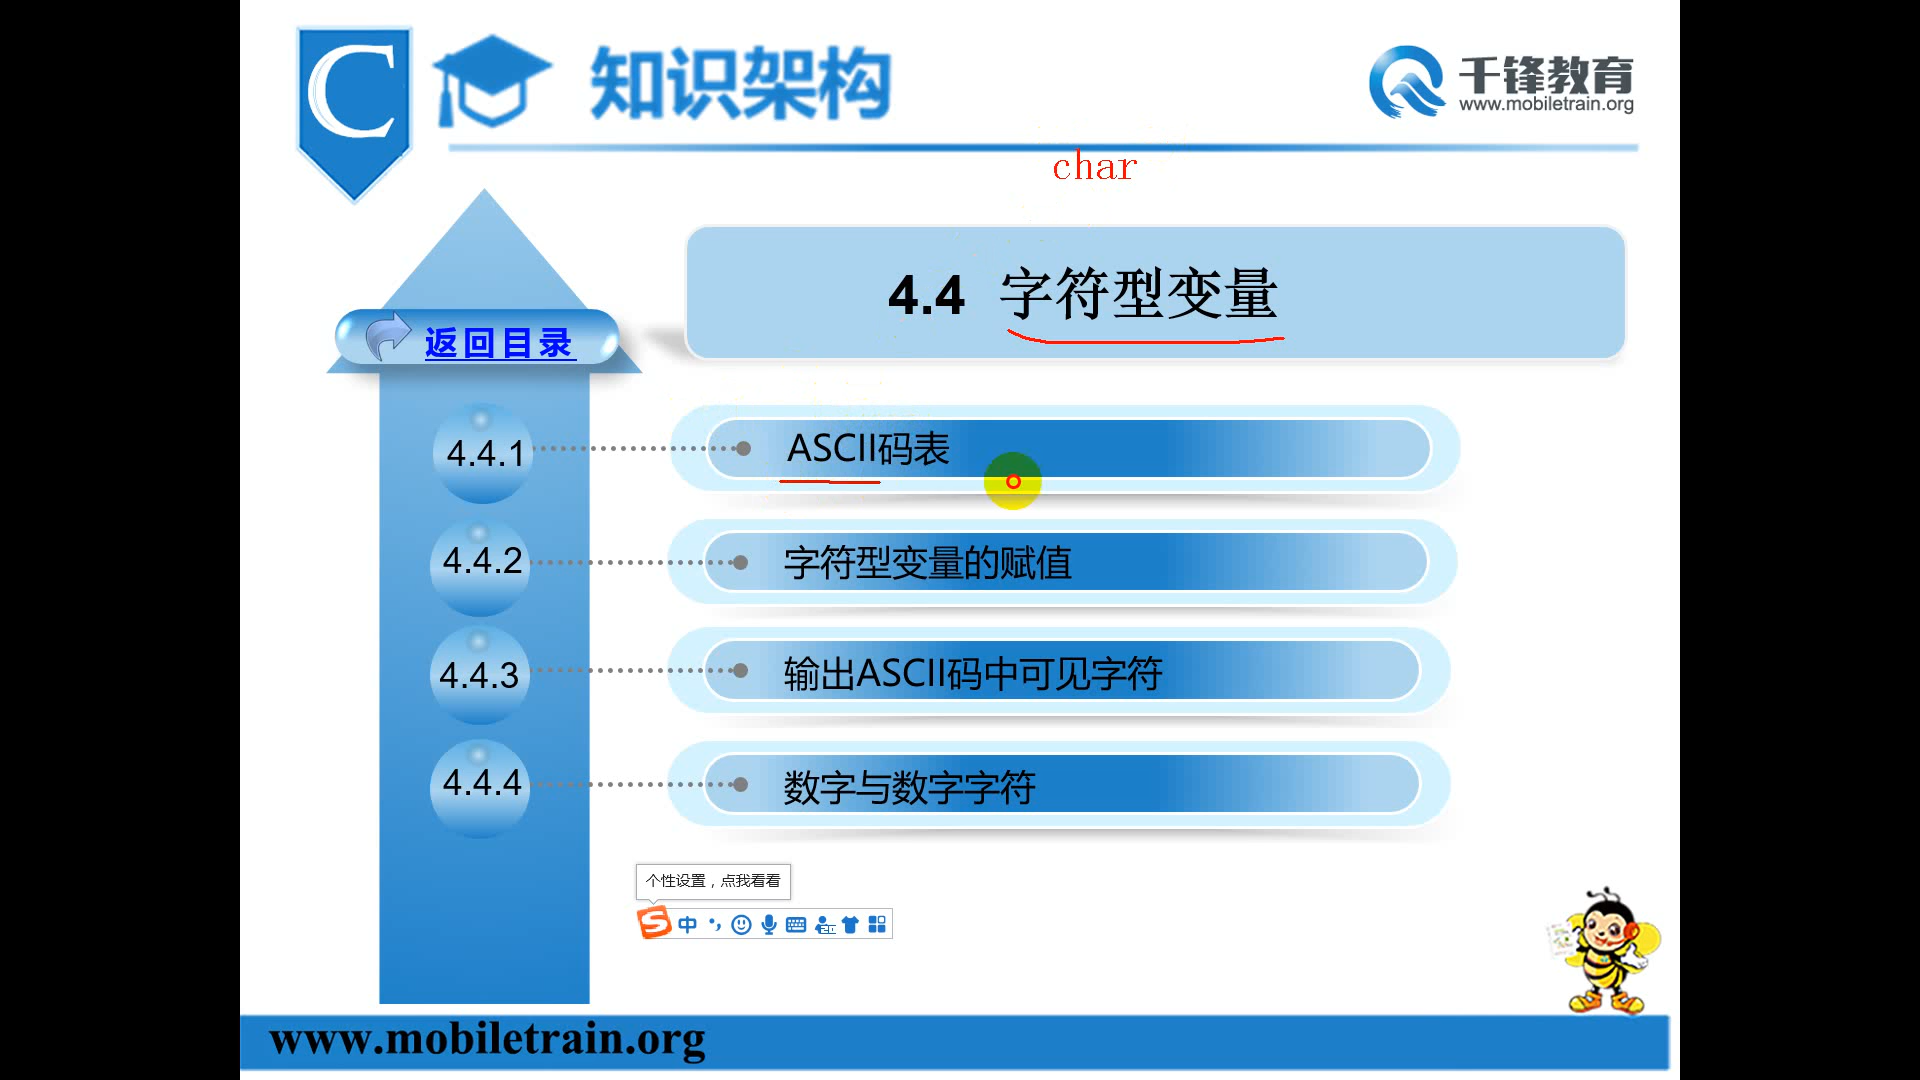 C
知识架构
千锋教育
www.mobiletrain.org
char
4.4 字符型变量
返回目录
4.4.1 ASCII码表
4.4.2 字符型变量的赋值
4.4.3 输出ASCII码中可见字符
4.4.4 数字与数字字符
个性设置，点我看看
S 中
www.mobiletrain.org